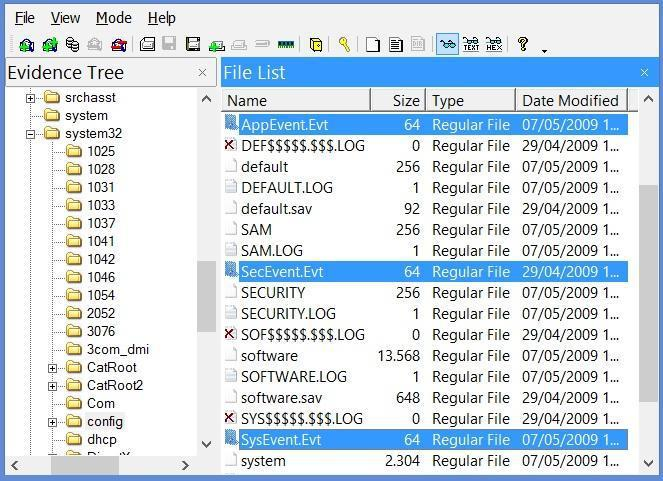 File View Mode Help
TEXT HEX
Evidence Tree
srchasst
system
system32
1025
1028
1031
1033
1037
1041
1042
1046
1054
2052
3076
3com_dmi
CatRoot
CatRoot2
Com
config
dhcp
File List
Name Size Type Date Modified
AppEvent.Evt 64 Regular File 07/05/2009 1...
DEF$$$$$.$$$.LOG 0 Regular File 29/04/2009 1...
default 256 Regular File 07/05/2009 1...
DEFAULT.LOG 1 Regular File 07/05/2009 1...
default.sav 92 Regular File 29/04/2009 1...
SAM 256 Regular File 07/05/2009 1...
SAM.LOG 1 Regular File 07/05/2009 1...
SecEvent.Evt 64 Regular File 29/04/2009 1...
SECURITY 256 Regular File 07/05/2009 1...
SECURITY.LOG 1 Regular File 07/05/2009 1...
SOF$$$$$.$$$.LOG 0 Regular File 29/04/2009 1...
software 13.568 Regular File 07/05/2009 1...
SOFTWARE.LOG 1 Regular File 07/05/2009 1...
software.sav 648 Regular File 29/04/2009 1...
SYS$$$$$.$$$.LOG 0 Regular File 29/04/2009 1...
SysEvent.Evt 64 Regular File 07/05/2009 1...
system 2.304 Regular File 07/05/2009 1...